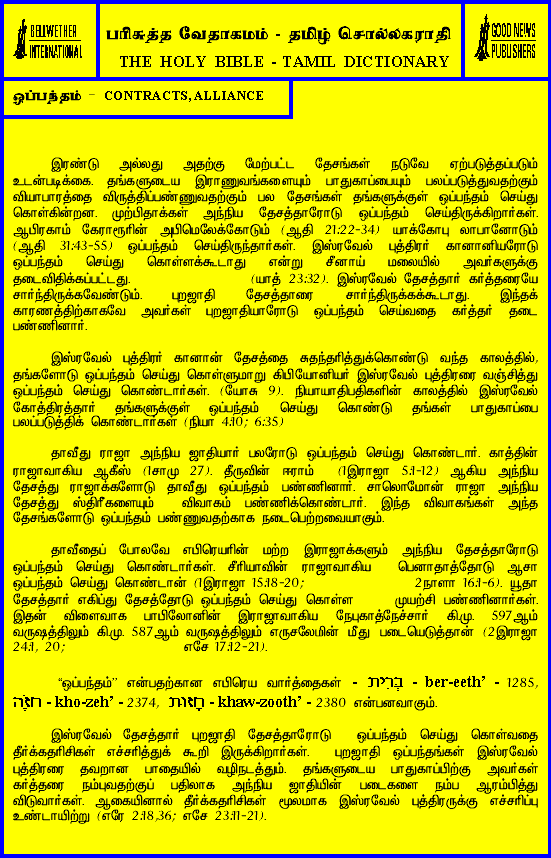 BELLWETHER
INTERNATIONAL
பரிசுத்த வேதாகமம் - தமிழ் சொல்லகராதி
THE HOLY BIBLE - TAMIL DICTIONARY
GOOD NEWS
PUBLISHERS
ஒப்பந்தம் - CONTRACTS, ALLIANCE
இரண்டு அல்லது அதற்கு மேற்பட்ட தேசங்கள் நடுவே ஏற்படுத்தப்படும்
உடன்படிக்கை. தங்களுடைய இராணுவங்களையும் பாதுகாப்பையும் பலப்படுத்துவதற்கும்
வியாபாரத்தை விருத்திப்பண்ணுவதற்கும் பல தேசங்கள் தங்களுக்குள் ஒப்பந்தம் செய்து
கொள்கின்றன. முற்பிதாக்கள் அந்நிய தேசத்தாரோடு ஒப்பந்தம் செய்திருக்கிறார்கள்.
ஆபிரகாம் கேராரூரின் அபிமெலேக்கோடும் (ஆதி 21:22-34) யாக்கோபு லாபானோடும்
(ஆதி 31:43-55) ஒப்பந்தம் செய்திருந்தார்கள். இஸ்ரவேல் புத்திரர் கானானியரோடு
ஒப்பந்தம் செய்து கொள்ளக்கூடாது என்று சீனாய் மலையில் அவர்களுக்கு
தடைவிதிக்கப்பட்டது. (யாத் 23:32). இஸ்ரவேல் தேசத்தார் கர்த்தரையே
சார்ந்திருக்கவேண்டும். புறஜாதி தேசத்தாரை சார்ந்திருக்கக்கூடாது. இந்தக்
காரணத்திற்காகவே அவர்கள் புறஜாதியாரோடு ஒப்பந்தம் செய்வதை கர்த்தர் தடை
பண்ணினார்.
இஸ்ரவேல் புத்திரர் கானான் தேசத்தை சுதந்தரித்துக்கொண்டு வந்த காலத்தில்,
தங்களோடு ஒப்பந்தம் செய்து கொள்ளுமாறு கிபியோனியர் இஸ்ரவேல் புத்திரரை வஞ்சித்து
ஒப்பந்தம் செய்து கொண்டார்கள். (யோசு 9). நியாயாதிபதிகளின் காலத்தில் இஸ்ரவேல்
கோத்திரத்தார் தங்களுக்குள் ஒப்பந்தம் செய்து கொண்டு தங்கள் பாதுகாப்பை
பலப்படுத்திக் கொண்டார்கள் (நியா 4:10; 6:35)
தாவீது ராஜா அந்நிய ஜாதியார் பலரோடு ஒப்பந்தம் செய்து கொண்டார். காத்தின்
ராஜாவாகிய ஆகீஸ் (1சாமு 27). தீருவின் ஈராம் (1இராஜா 5:1-12) ஆகிய அந்நிய
தேசத்து ராஜாக்களோடு தாவீது ஒப்பந்தம் பண்ணினார். சாலொமோன் ராஜா அந்நிய
தேசத்து ஸ்திரீகளையும் விவாகம் பண்ணிக்கொண்டார். இந்த விவாகங்கள் அந்த
தேசங்களோடு ஒப்பந்தம் பண்ணுவதற்காக நடைபெற்றவையாகும்.
தாவீதைப் போலவே எபிரெயரின் மற்ற இராஜாக்களும் அந்நிய தேசத்தாரோடு
ஒப்பந்தம் செய்து கொண்டார்கள். சீரியாவின் ராஜாவாகிய பெனாதாத்தோடு ஆசா
ஒப்பந்தம் செய்து கொண்டான் (1இராஜா 15:18-20; 2நாளா 16:1-6). யூதா
தேசத்தார் எகிப்து தேசத்தோடு ஒப்பந்தம் செய்து கொள்ள முயற்சி பண்ணினார்கள்.
இதன் விளைவாக பாபிலோனின் இராஜாவாகிய நேபுகாத்நேச்சார் கி.மு. 597ஆம்
வருஷத்திலும் கி.மு. 587ஆம் வருஷத்திலும் எருசலேமின் மீது படையெடுத்தான் (2இராஜா
24:1, 20; எசே 17:12-21).
"ஒப்பந்தம்" என்பதற்கான எபிரெய வார்த்தைகள் - בְּרִית - ber-eeth' - 1285,
חֹזֶה - kho-zeh' - 2374, חָזוּת - khaw-zooth' - 2380 என்பனவாகும்.
இஸ்ரவேல் தேசத்தார் புறஜாதி தேசத்தாரோடு ஒப்பந்தம் செய்து கொள்வதை
தீர்க்கதரிசிகள் எச்சரித்துக் கூறி இருக்கிறார்கள். புறஜாதி ஒப்பந்தங்கள் இஸ்ரவேல்
புத்திரரை தவறான பாதையில் வழிநடத்தும். தங்களுடைய பாதுகாப்பிற்கு அவர்கள்
கர்த்தரை நம்புவதற்குப் பதிலாக அந்நிய ஜாதியின் படைகளை நம்ப ஆரம்பித்து
விடுவார்கள். ஆகையினால் தீர்க்கதரிசிகள் மூலமாக இஸ்ரவேல் புத்திரருக்கு எச்சரிப்பு
உண்டாயிற்று (எரே 2:18,36; எசே 23:11-21).